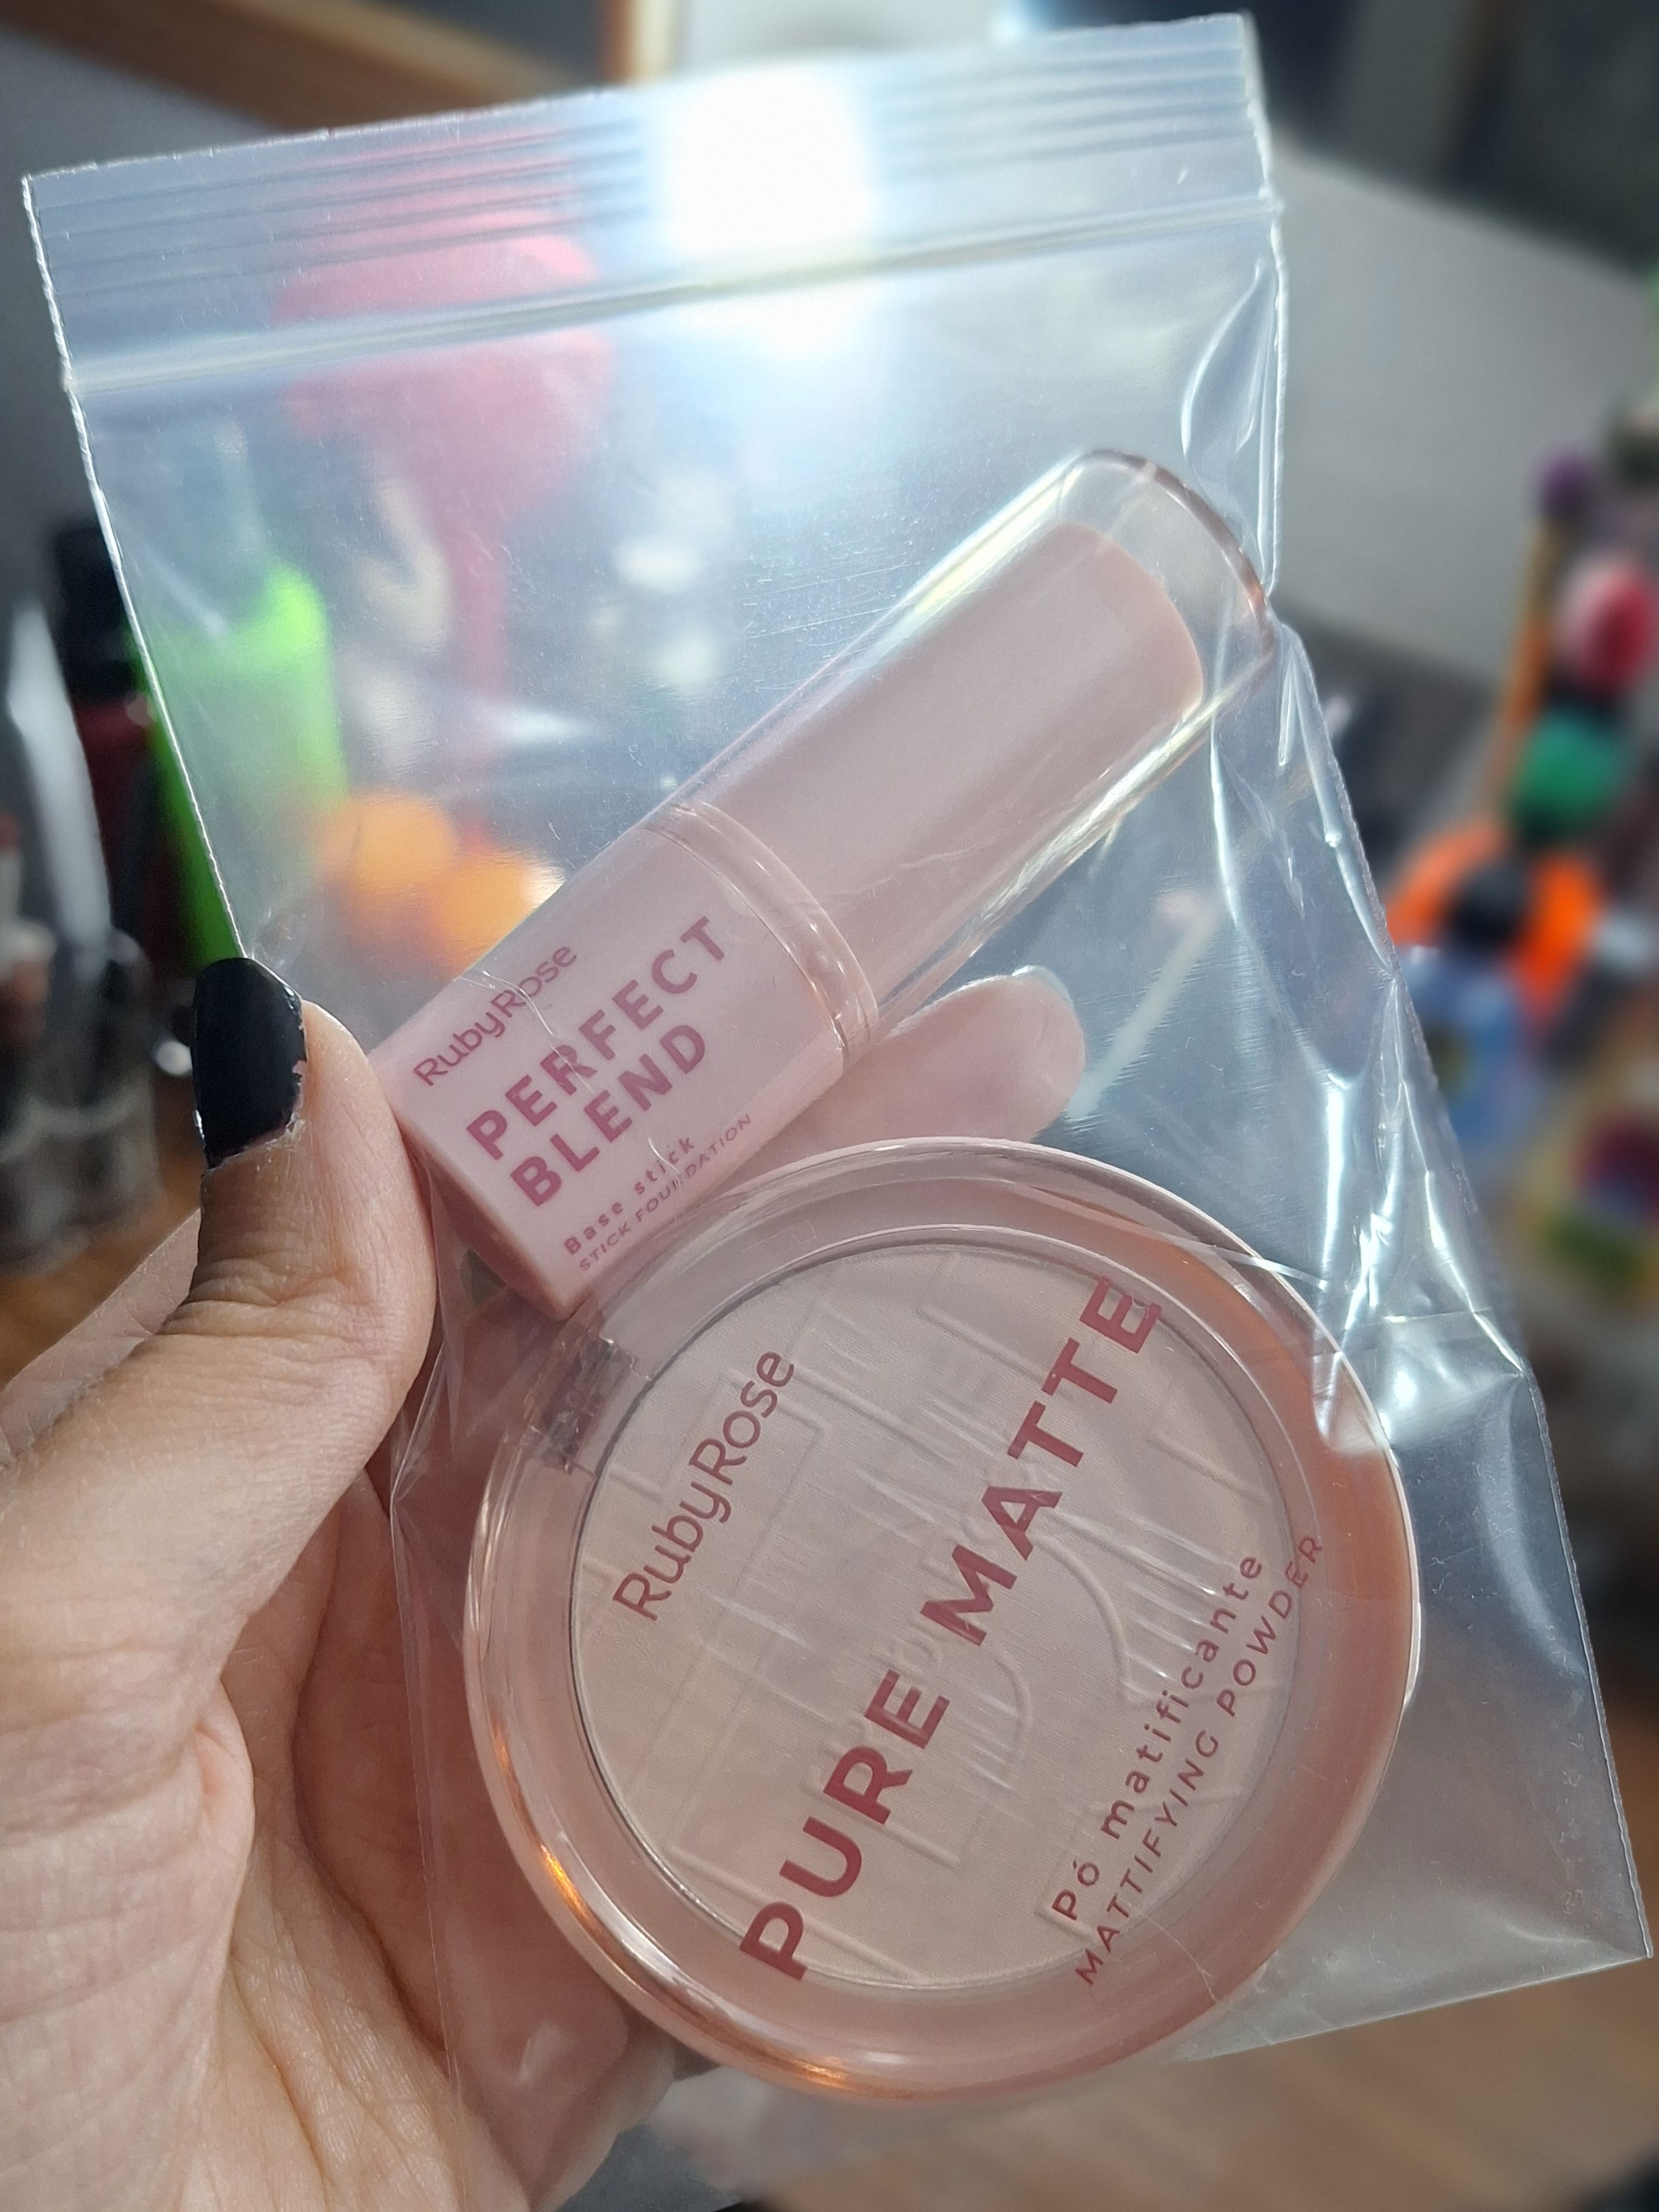 RubyRose
PERFECT
BLEND
Base stick
STICK FOUNDATION
RubyRose
PURE MATTE
Pó matificante
MATTIFYING POWDER